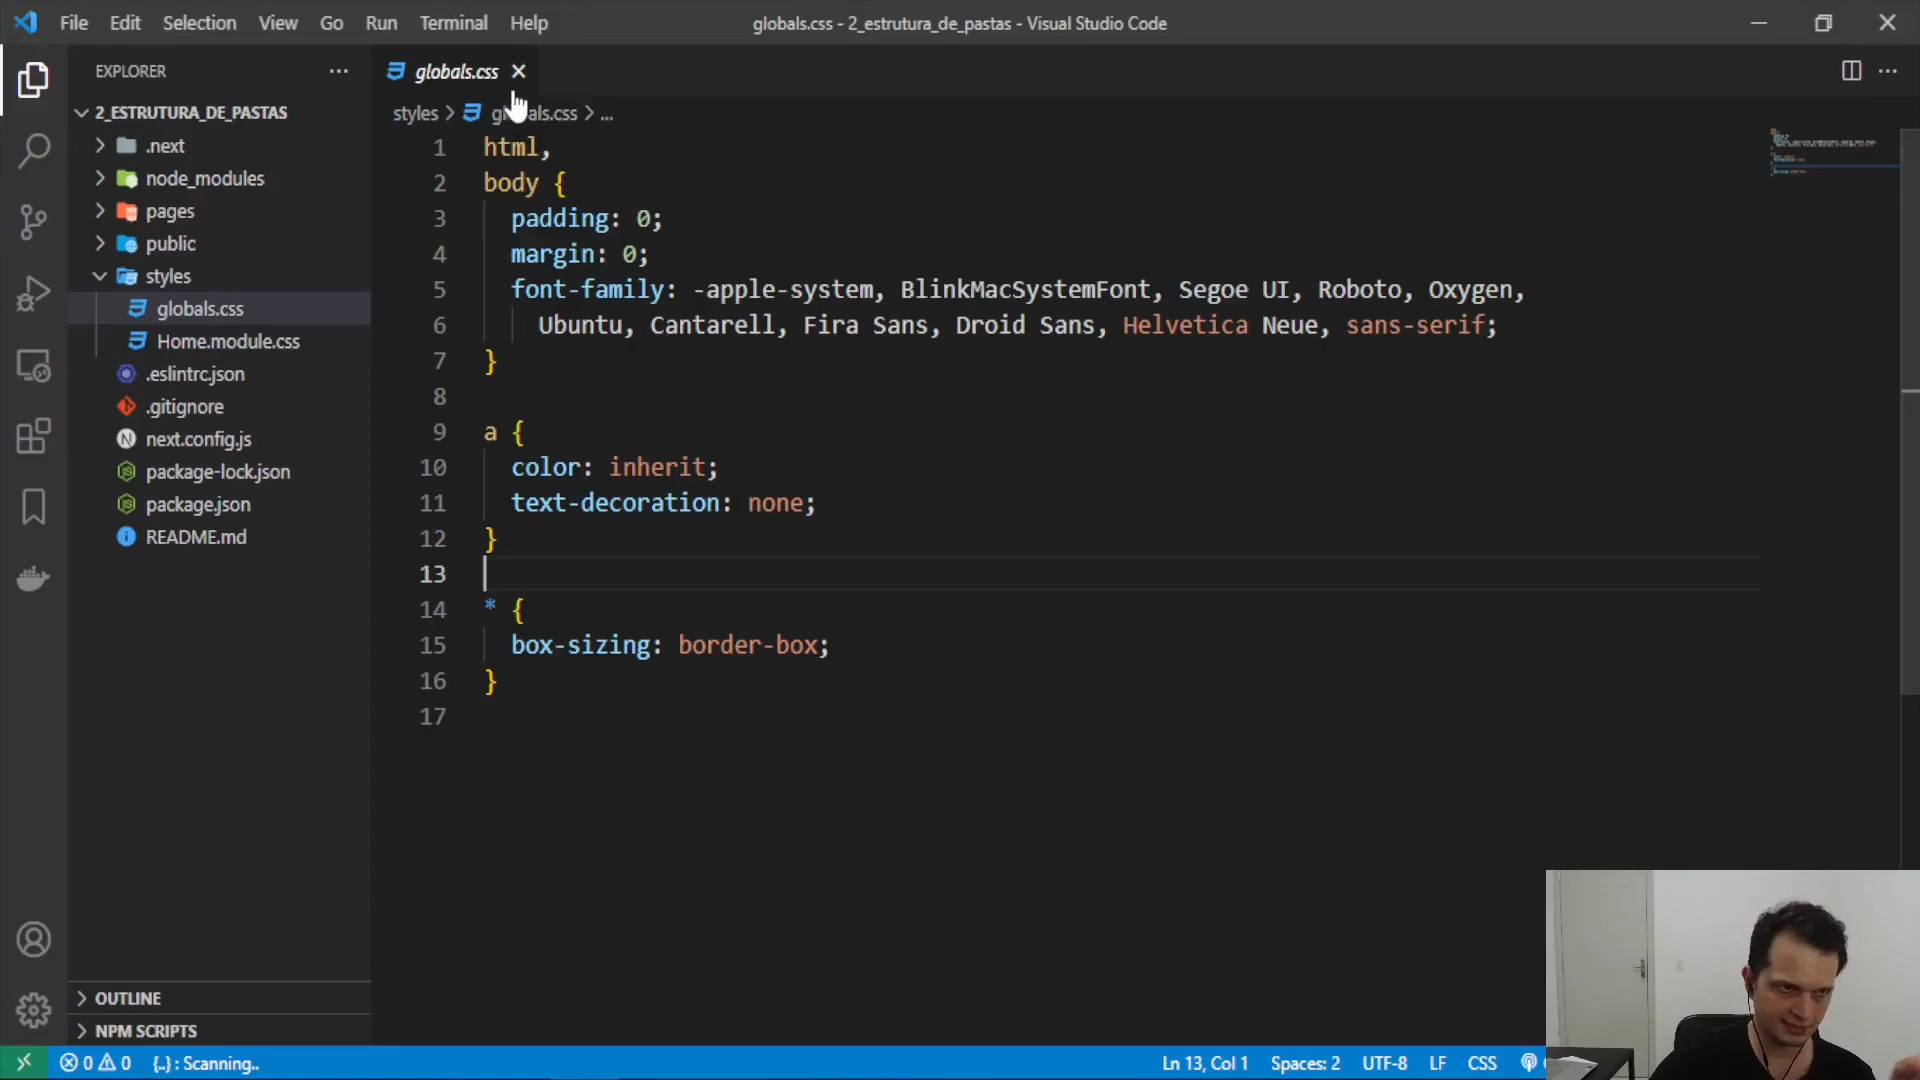 File Edit Selection View Go Run Terminal Help
globals.css - 2_estrutura_de_pastas - Visual Studio Code
EXPLORER
2_ESTRUTURA_DE_PASTAS
.next
node_modules
pages
public
styles
globals.css
Home.module.css
.eslintrc.json
.gitignore
next.config.js
package-lock.json
package.json
README.md
OUTLINE
NPM SCRIPTS
globals.css
styles > globals.css > ...
1 html,
2 body {
3 padding: 0;
4 margin: 0;
5 font-family: -apple-system, BlinkMacSystemFont, Segoe UI, Roboto, Oxygen,
6 Ubuntu, Cantarell, Fira Sans, Droid Sans, Helvetica Neue, sans-serif;
7 }
8
9 a {
10 color: inherit;
11 text-decoration: none;
12 }
13
14 * {
15 box-sizing: border-box;
16 }
17
0 0 {..} : Scanning..
Ln 13, Col 1 Spaces: 2 UTF-8 LF CSS